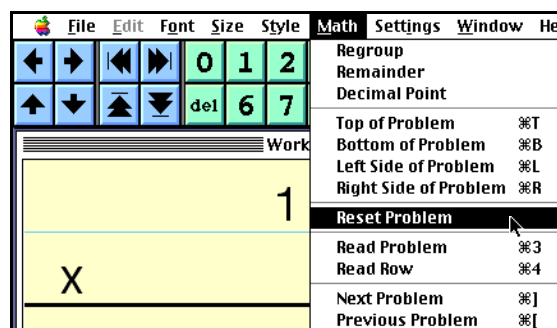 File Edit Font Size Style Math Settings Window He
Regroup
Remainder
Decimal Point
Top of Problem ⌘T
Bottom of Problem ⌘B
Left Side of Problem ⌘L
Right Side of Problem ⌘R
Reset Problem
Read Problem ⌘3
Read Row ⌘4
Next Problem ⌘]
Previous Problem ⌘[
0 1 2
del 6 7
Work
1
X